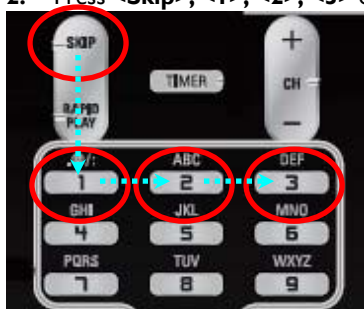 2. Press <Skip>, <1>, <2>, <3>
SKIP
+
TIMER
CH
RAPID
PLAY
-
.@/: ABC DEF
1 2 3
GHI JKL MNO
4 5 6
PQRS TUV WXYZ
7 8 9